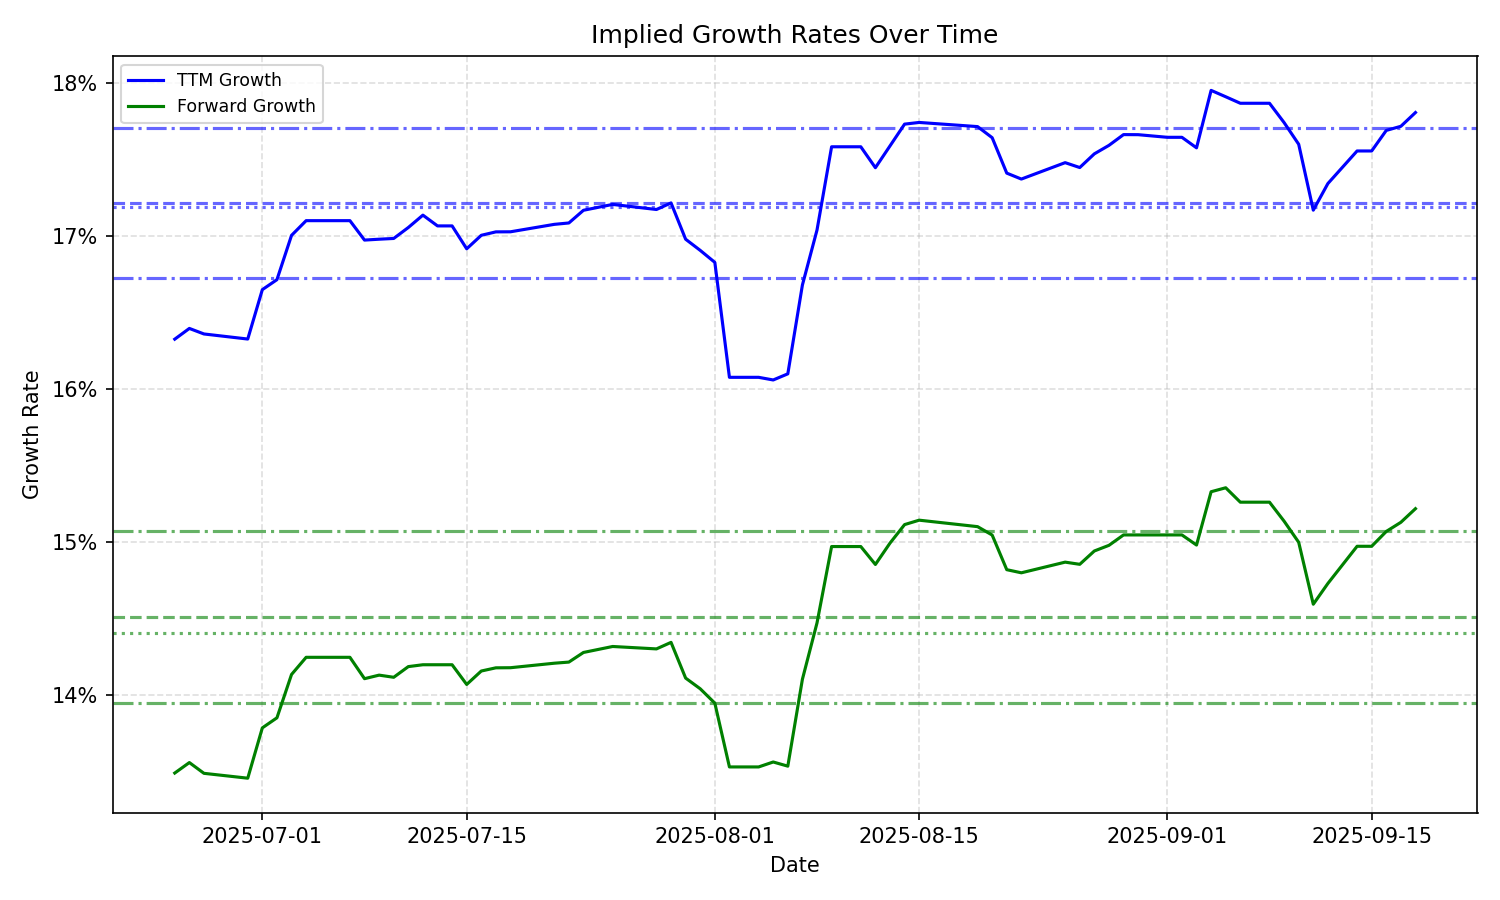 Implied Growth Rates Over Time
TTM Growth
Forward Growth
18%
17%
16%
15%
14%
Growth Rate
2025-07-01
2025-07-15
2025-08-01
2025-08-15
2025-09-01
2025-09-15
Date